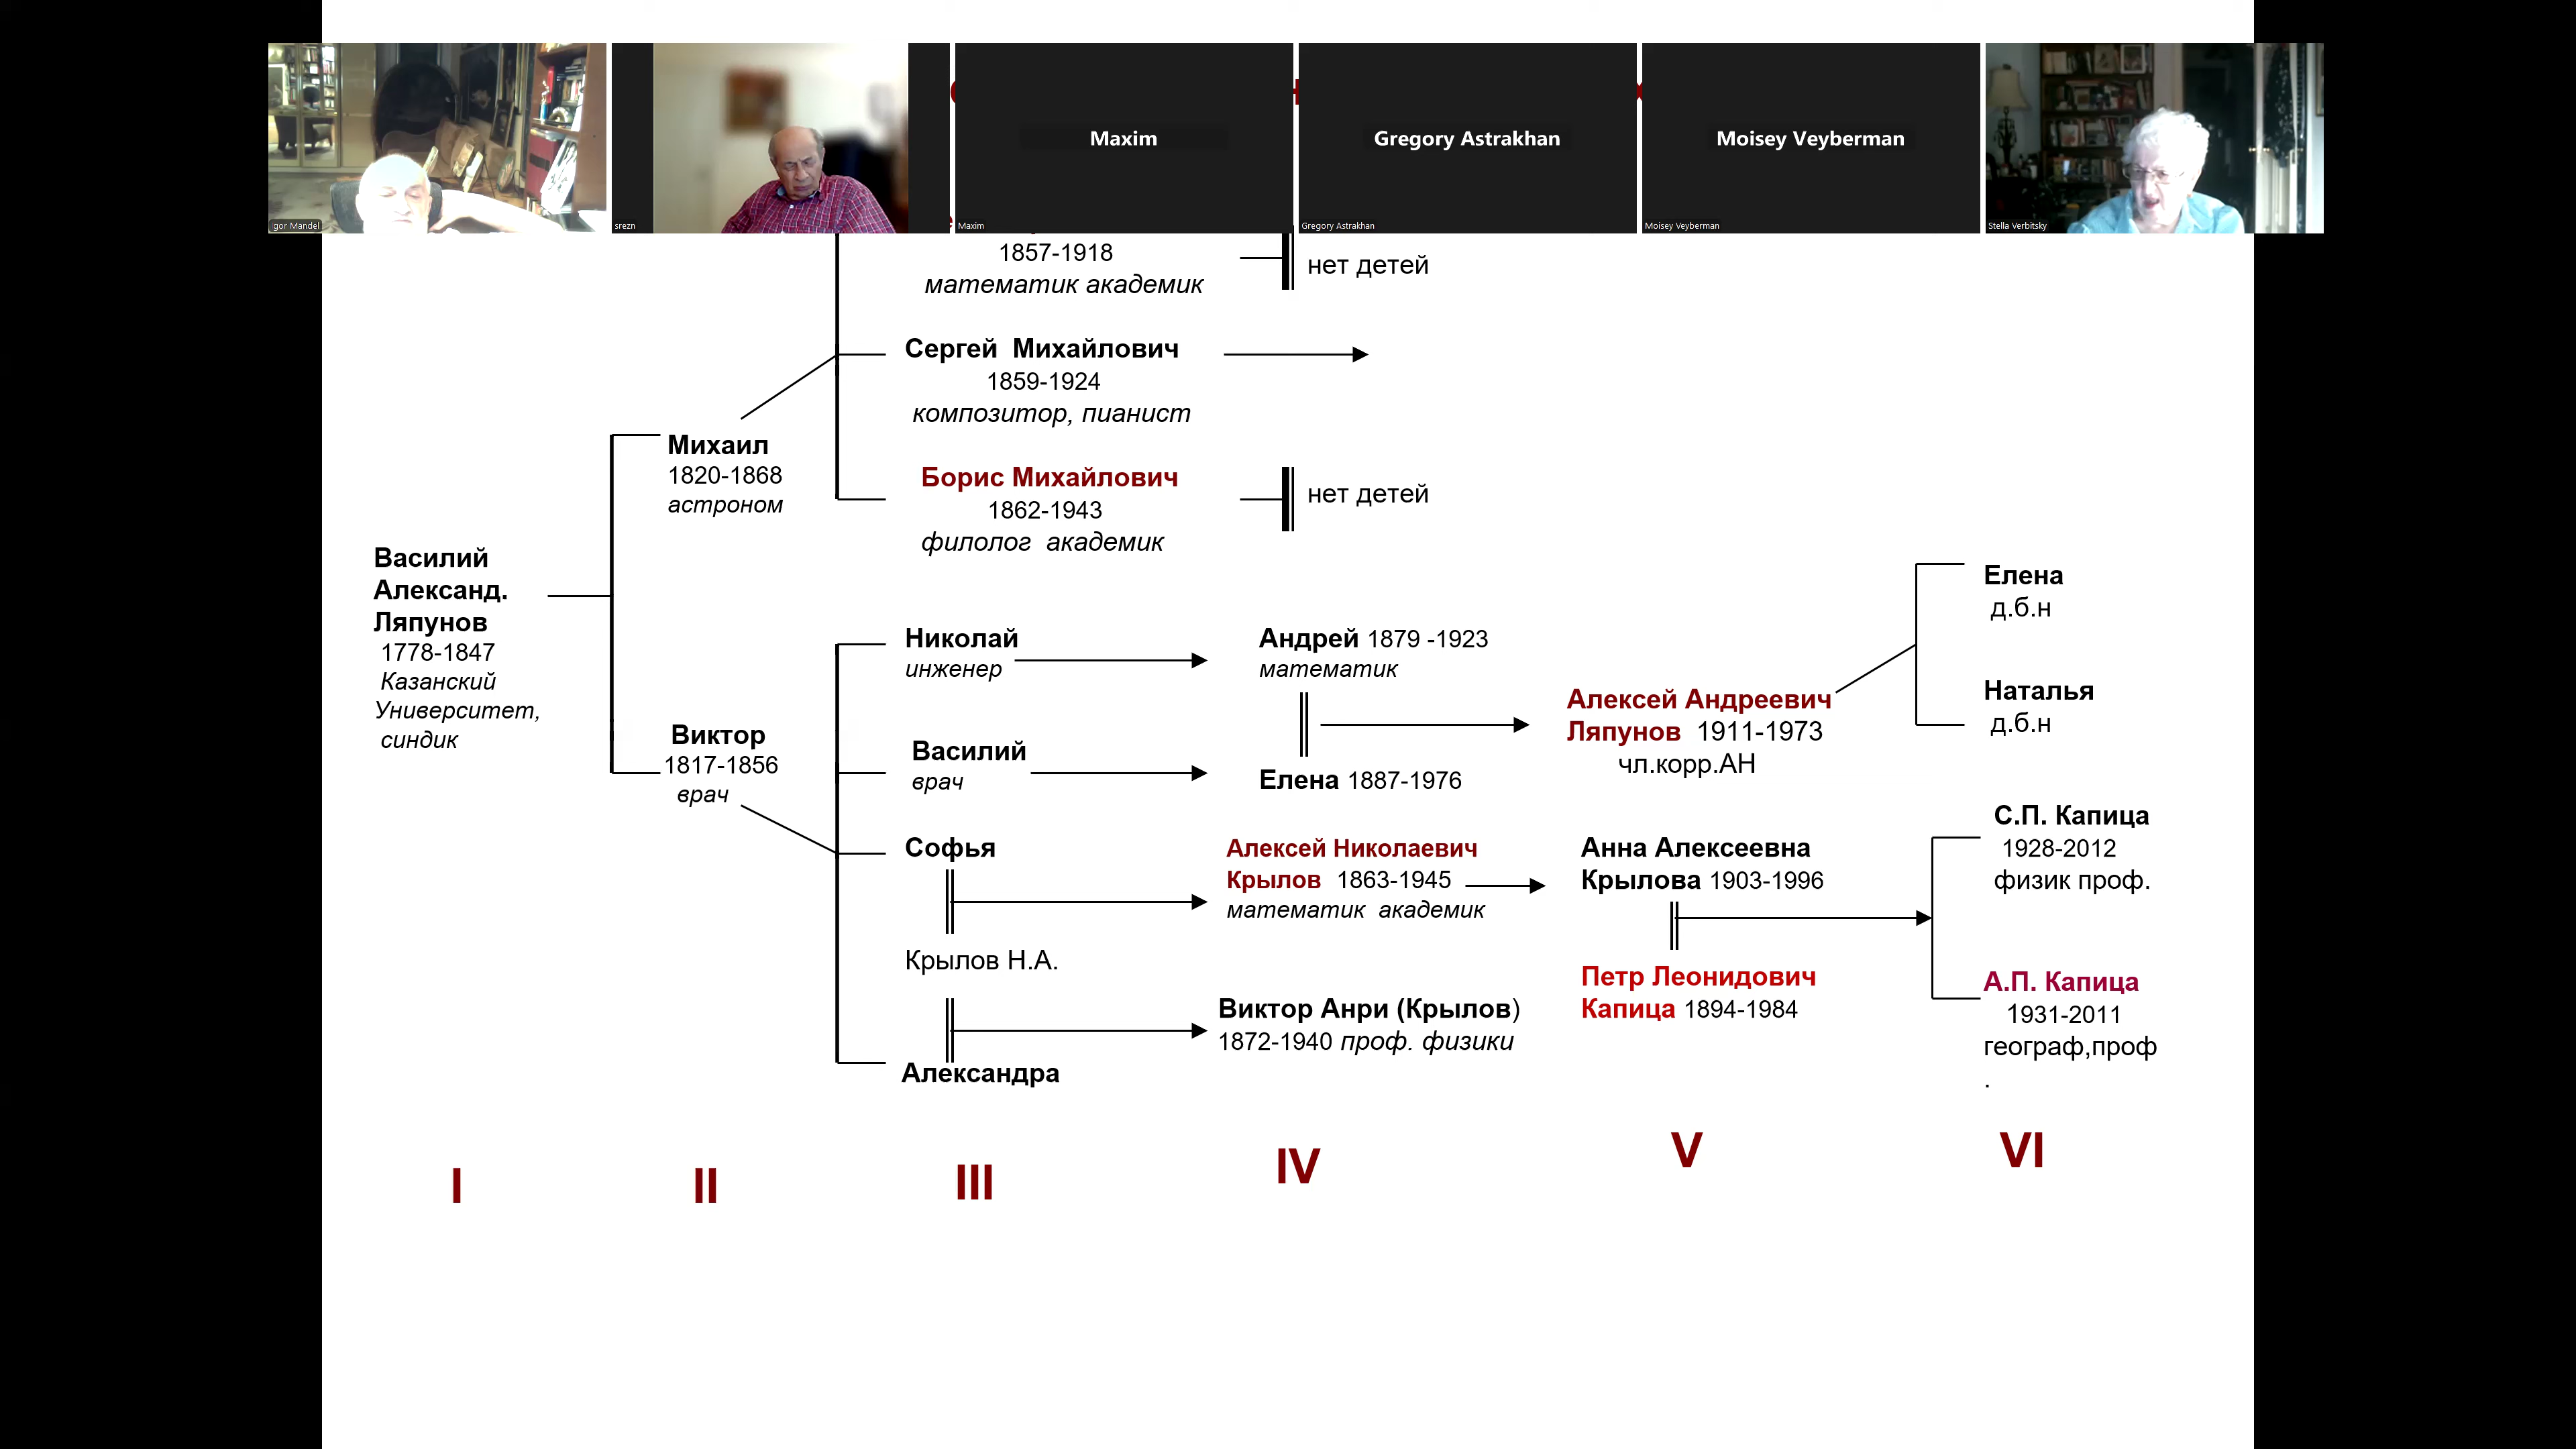 Igor Mandel
srezn
Maxim
Maxim
Gregory Astrakhan
Gregory Astrakhan
Moisey Veyberman
Moisey Veyberman
Stella Verbitsky
1857-1918
математик академик
нет детей
Сергей Михайлович
1859-1924
композитор, пианист
Михаил
1820-1868
астроном
Борис Михайлович
1862-1943
филолог академик
нет детей
Василий
Александ.
Ляпунов
1778-1847
Казанский
Университет,
синдик
Виктор
1817-1856
врач
Николай
инженер
Василий
врач
Софья
Крылов Н.А.
Александра
Андрей 1879 -1923
математик
Елена 1887-1976
Алексей Николаевич
Крылов 1863-1945
математик академик
Виктор Анри (Крылов)
1872-1940 проф. физики
Алексей Андреевич
Ляпунов 1911-1973
чл.корр.АН
Анна Алексеевна
Крылова 1903-1996
Петр Леонидович
Капица 1894-1984
Елена
д.б.н
Наталья
д.б.н
С.П. Капица
1928-2012
физик проф.
А.П. Капица
1931-2011
географ,проф
.
I
II
III
IV
V
VI